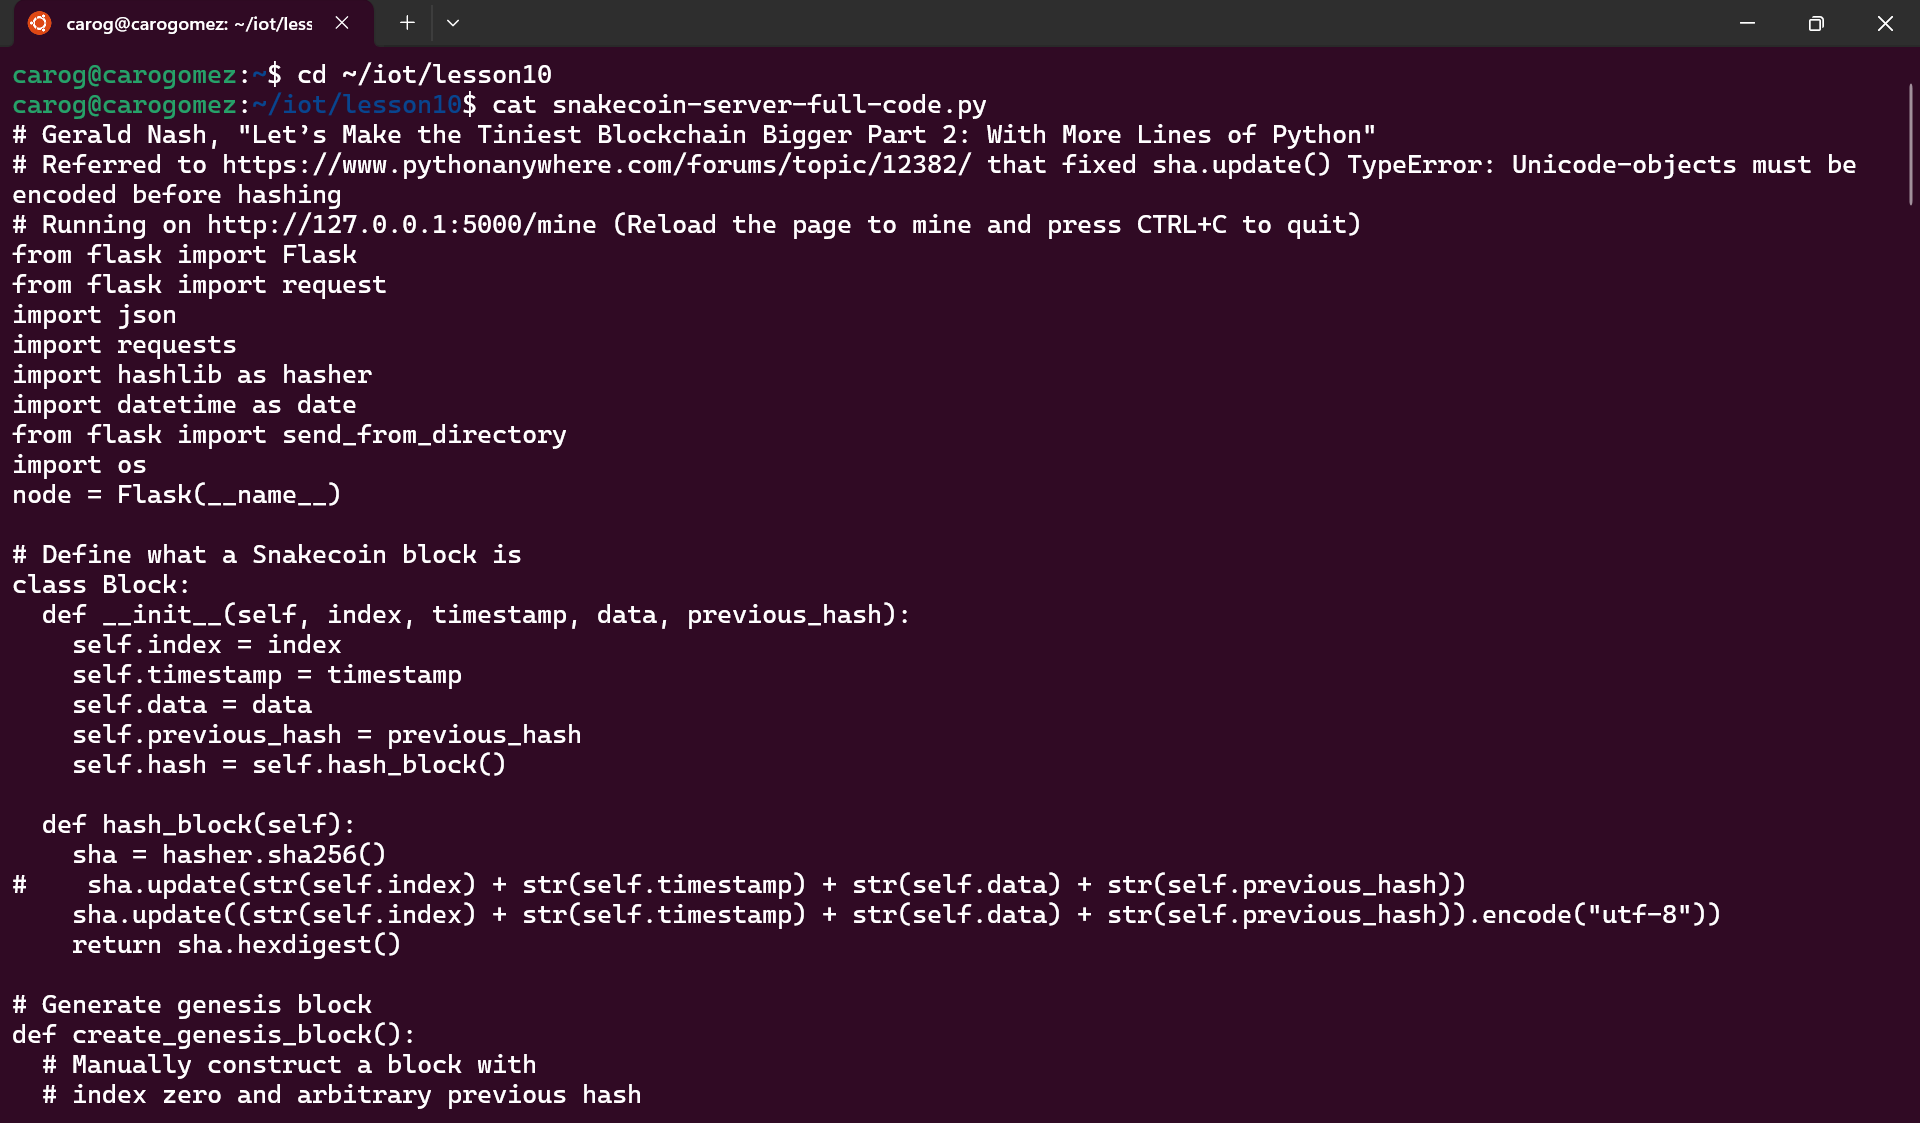 carog@carogomez: ~/iot/less
carog@carogomez:~$ cd ~/iot/lesson10
carog@carogomez:~/iot/lesson10$ cat snakecoin-server-full-code.py
# Gerald Nash, "Let’s Make the Tiniest Blockchain Bigger Part 2: With More Lines of Python"
# Referred to https://www.pythonanywhere.com/forums/topic/12382/ that fixed sha.update() TypeError: Unicode-objects must be
encoded before hashing
# Running on http://127.0.0.1:5000/mine (Reload the page to mine and press CTRL+C to quit)
from flask import Flask
from flask import request
import json
import requests
import hashlib as hasher
import datetime as date
from flask import send_from_directory
import os
node = Flask(__name__)

# Define what a Snakecoin block is
class Block:
  def __init__(self, index, timestamp, data, previous_hash):
    self.index = index
    self.timestamp = timestamp
    self.data = data
    self.previous_hash = previous_hash
    self.hash = self.hash_block()

  def hash_block(self):
    sha = hasher.sha256()
#    sha.update(str(self.index) + str(self.timestamp) + str(self.data) + str(self.previous_hash))
    sha.update((str(self.index) + str(self.timestamp) + str(self.data) + str(self.previous_hash)).encode("utf-8"))
    return sha.hexdigest()

# Generate genesis block
def create_genesis_block():
  # Manually construct a block with
  # index zero and arbitrary previous hash